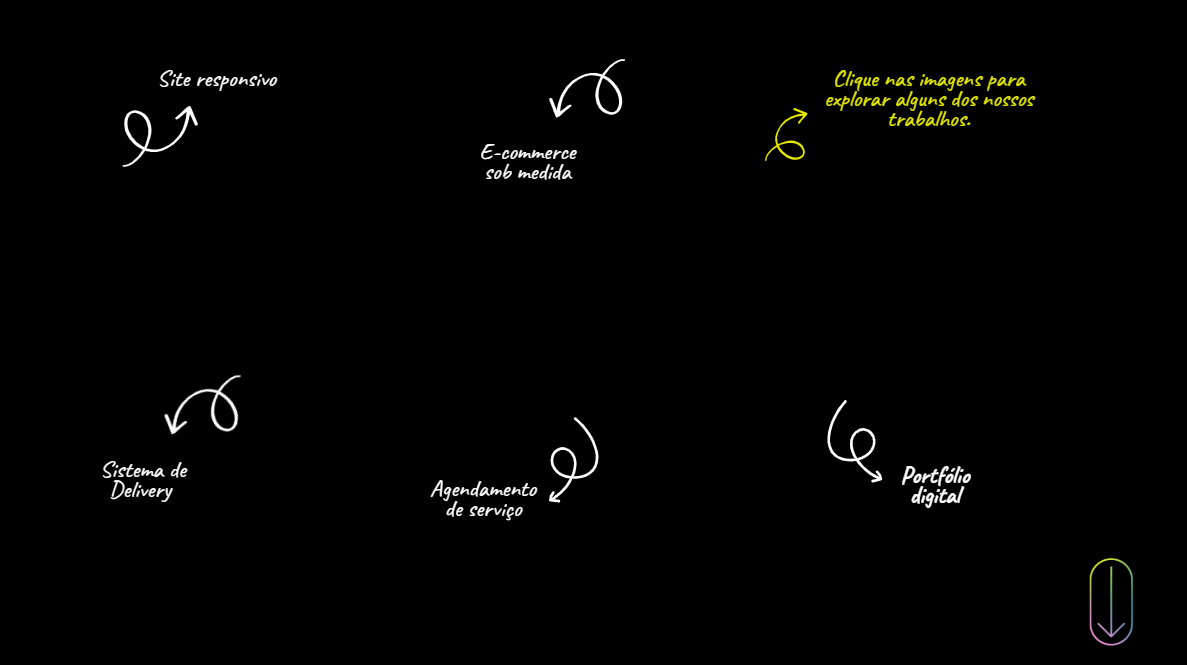 Site responsivo
E-commerce
sob medida
Clique nas imagens para
explorar alguns dos nossos
trabalhos.
Sistema de
Delivery
Agendamento
de serviço
Portfólio
digital